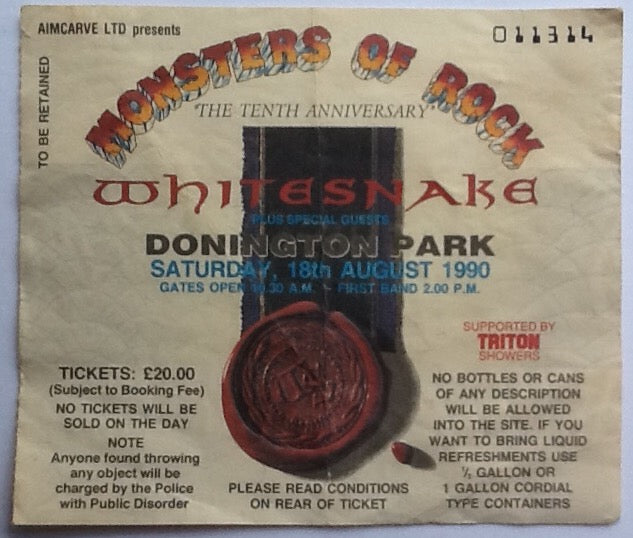 AIMCARVE LTD presents
011314
TO BE RETAINED
MONSTERS OF ROCK
"THE TENTH ANNIVERSARY"
WHITESNAKE
PLUS SPECIAL GUESTS
DONINGTON PARK
SATURDAY, 18th AUGUST 1990
GATES OPEN 10.30 A.M. - FIRST BAND 2.00 P.M.
SUPPORTED BY
TRITON
SHOWERS
TICKETS: £20.00
(Subject to Booking Fee)
NO TICKETS WILL BE
SOLD ON THE DAY
NOTE
Anyone found throwing
any object will be
charged by the Police
with Public Disorder
PLEASE READ CONDITIONS
ON REAR OF TICKET
NO BOTTLES OR CANS
OF ANY DESCRIPTION
WILL BE ALLOWED
INTO THE SITE. IF YOU
WANT TO BRING LIQUID
REFRESHMENTS USE
½ GALLON OR
1 GALLON CORDIAL
TYPE CONTAINERS